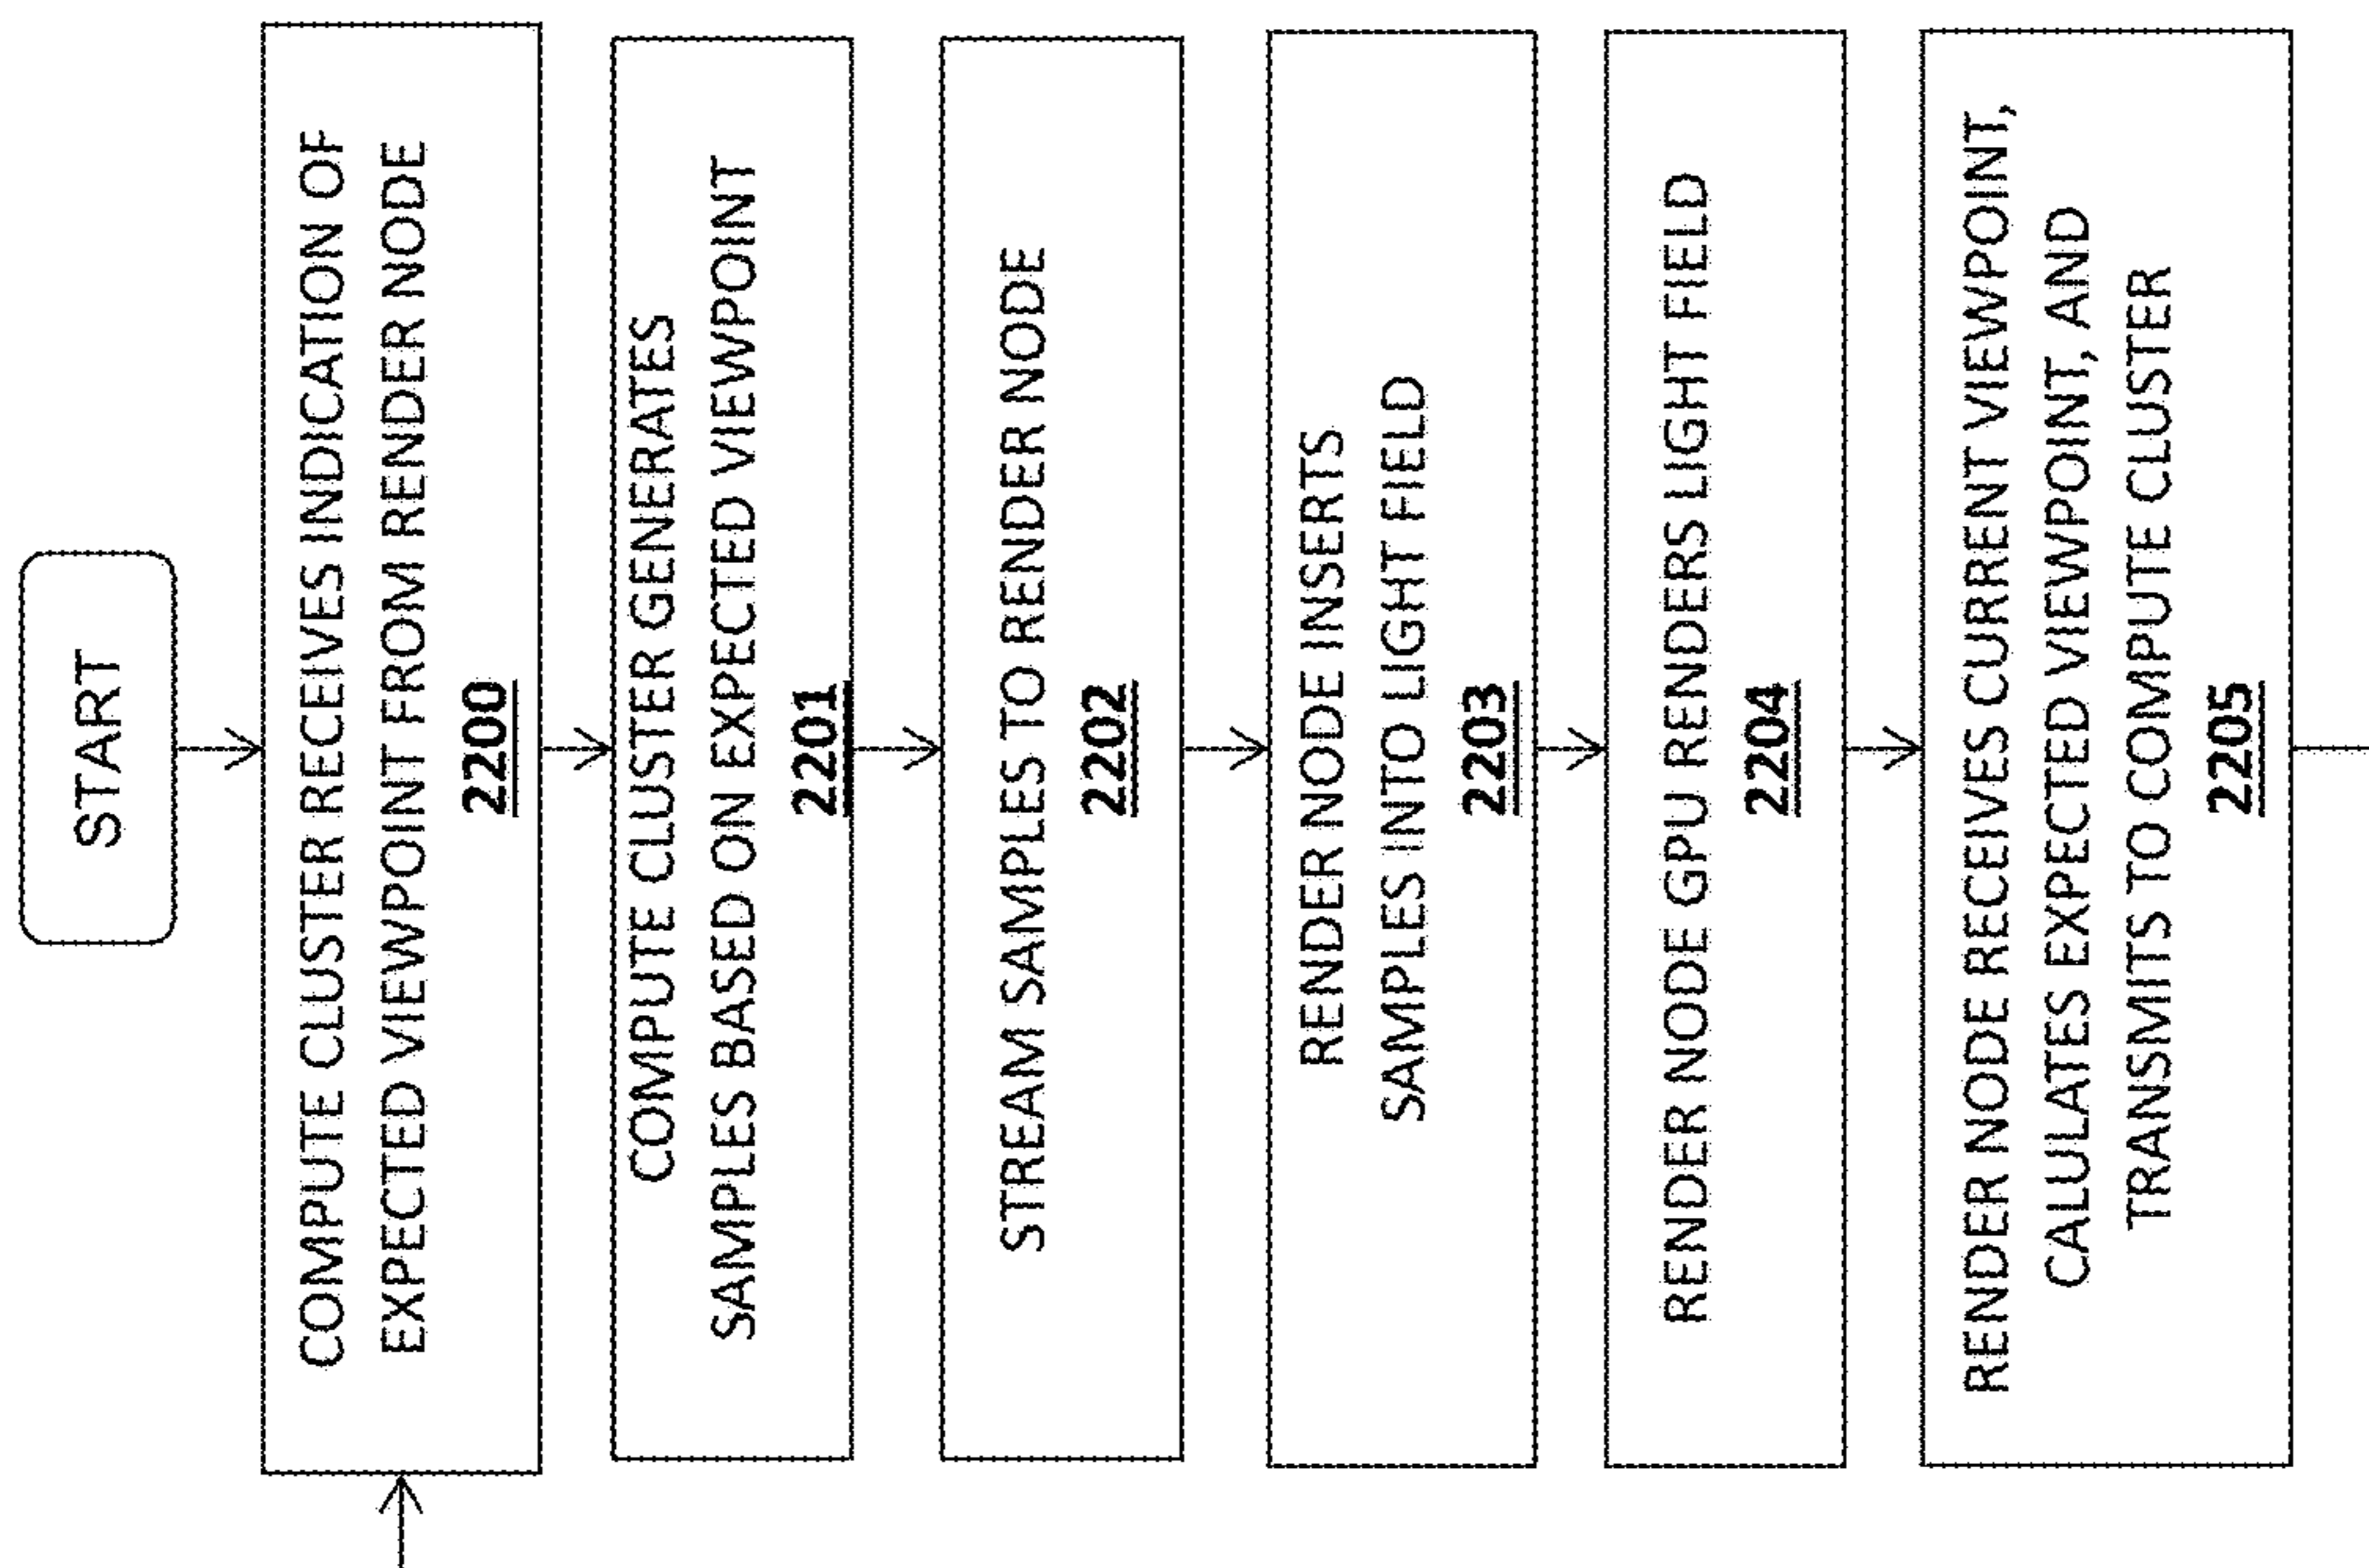 START
COMPUTE CLUSTER RECEIVES INDICATION OF
EXPECTED VIEWPOINT FROM RENDER NODE
2200
COMPUTE CLUSTER GENERATES
SAMPLES BASED ON EXPECTED VIEWPOINT
2201
STREAM SAMPLES TO RENDER NODE
2202
RENDER NODE INSERTS
SAMPLES INTO LIGHT FIELD
2203
RENDER NODE GPU RENDERS LIGHT FIELD
2204
RENDER NODE RECEIVES CURRENT VIEWPOINT,
CALULATES EXPECTED VIEWPOINT, AND
TRANSMITS TO COMPUTE CLUSTER
2205